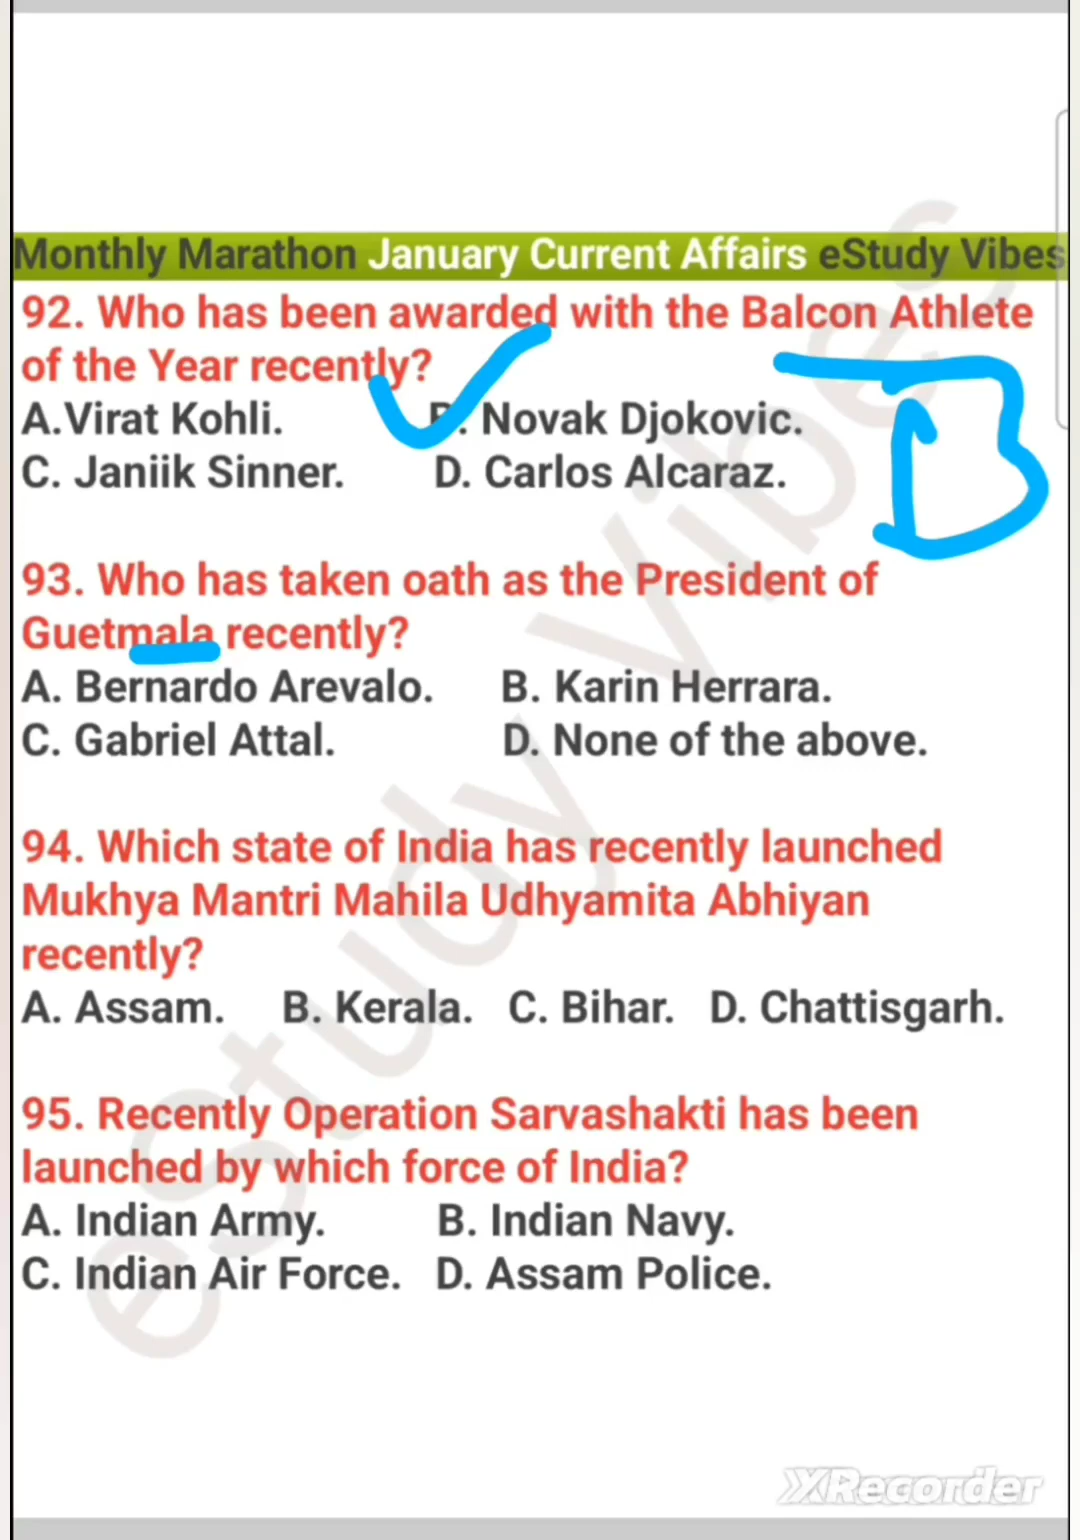 Monthly Marathon January Current Affairs eStudy Vibes
92. Who has been awarded with the Balcon Athlete
of the Year recently?
A.Virat Kohli. B. Novak Djokovic.
C. Janiik Sinner. D. Carlos Alcaraz.
B
93. Who has taken oath as the President of
Guetmala recently?
A. Bernardo Arevalo. B. Karin Herrara.
C. Gabriel Attal. D. None of the above.
94. Which state of India has recently launched
Mukhya Mantri Mahila Udhyamita Abhiyan
recently?
A. Assam. B. Kerala. C. Bihar. D. Chattisgarh.
95. Recently Operation Sarvashakti has been
launched by which force of India?
A. Indian Army. B. Indian Navy.
C. Indian Air Force. D. Assam Police.
eStudy Vibes
XRecorder